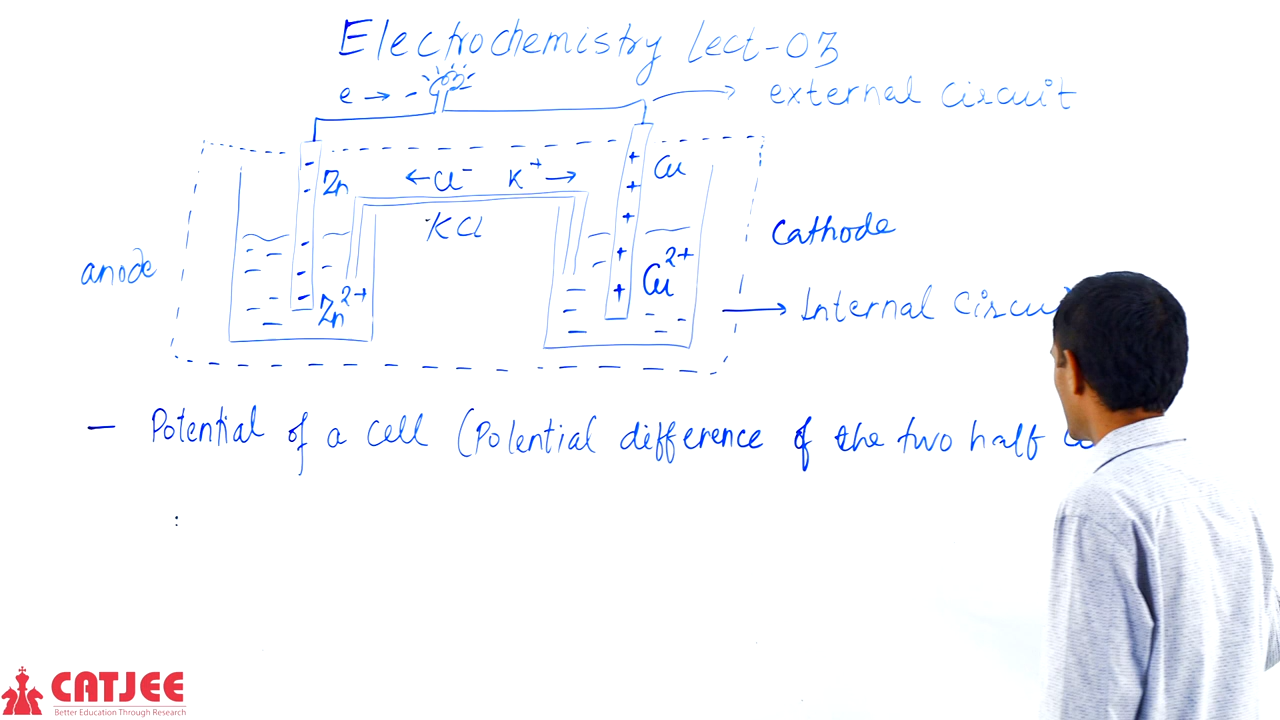 Electrochemistry Lect-03
e → -
external Circuit
Zn
← Cl⁻ K⁺ →
Cu
KCl
Cathode
anode
Zn²⁺
Cu²⁺
Internal
- Potential of a cell (Potential difference of the two half
:
CATJEE
Better Education Through Research